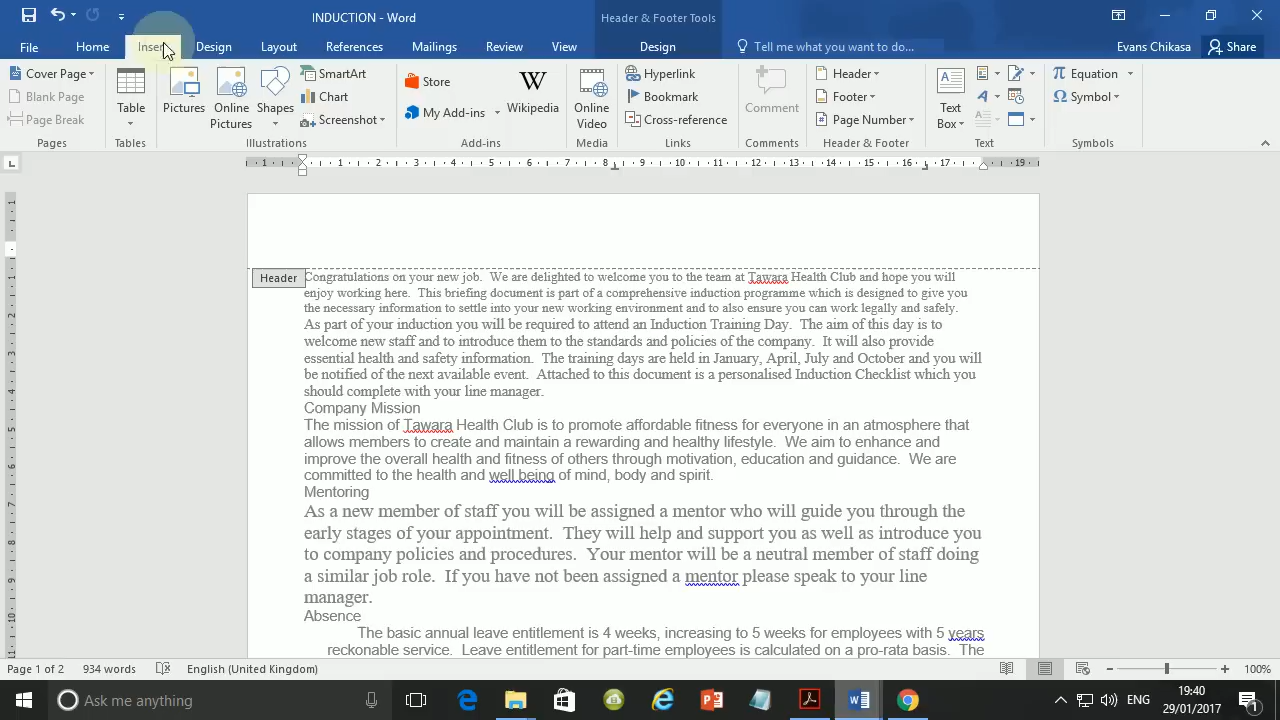 INDUCTION - Word
Header & Footer Tools
File
Home
Insert
Design
Layout
References
Mailings
Review
View
Design
Tell me what you want to do...
Evans Chikasa
Share
Cover Page
Blank Page
Page Break
Pages
Table
Tables
Pictures
Online Pictures
Shapes
SmartArt
Chart
Screenshot
Illustrations
Store
My Add-ins
Wikipedia
Add-ins
Online Video
Media
Hyperlink
Bookmark
Cross-reference
Links
Comment
Comments
Header
Footer
Page Number
Header & Footer
Text Box
Text
Equation
Symbol
Symbols
Header
Congratulations on your new job.  We are delighted to welcome you to the team at Tawara Health Club and hope you will
enjoy working here.  This briefing document is part of a comprehensive induction programme which is designed to give you
the necessary information to settle into your new working environment and to also ensure you can work legally and safely.
As part of your induction you will be required to attend an Induction Training Day.  The aim of this day is to
welcome new staff and to introduce them to the standards and policies of the company.  It will also provide
essential health and safety information.  The training days are held in January, April, July and October and you will
be notified of the next available event.  Attached to this document is a personalised Induction Checklist which you
should complete with your line manager.
Company Mission
The mission of Tawara Health Club is to promote affordable fitness for everyone in an atmosphere that
allows members to create and maintain a rewarding and healthy lifestyle.  We aim to enhance and
improve the overall health and fitness of others through motivation, education and guidance.  We are
committed to the health and well being of mind, body and spirit.
Mentoring
As a new member of staff you will be assigned a mentor who will guide you through the
early stages of your appointment.  They will help and support you as well as introduce you
to company policies and procedures.  Your mentor will be a neutral member of staff doing
a similar job role.  If you have not been assigned a mentor please speak to your line
manager.
Absence
The basic annual leave entitlement is 4 weeks, increasing to 5 weeks for employees with 5 years
reckonable service.  Leave entitlement for part-time employees is calculated on a pro-rata basis.  The
Page 1 of 2
934 words
English (United Kingdom)
100%
Ask me anything
ENG
19:40
29/01/2017